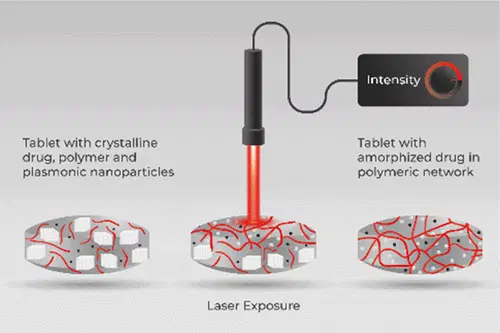 Intensity
Tablet with crystalline
drug, polymer and
plasmonic nanoparticles
Tablet with
amorphized drug in
polymeric network
Laser Exposure